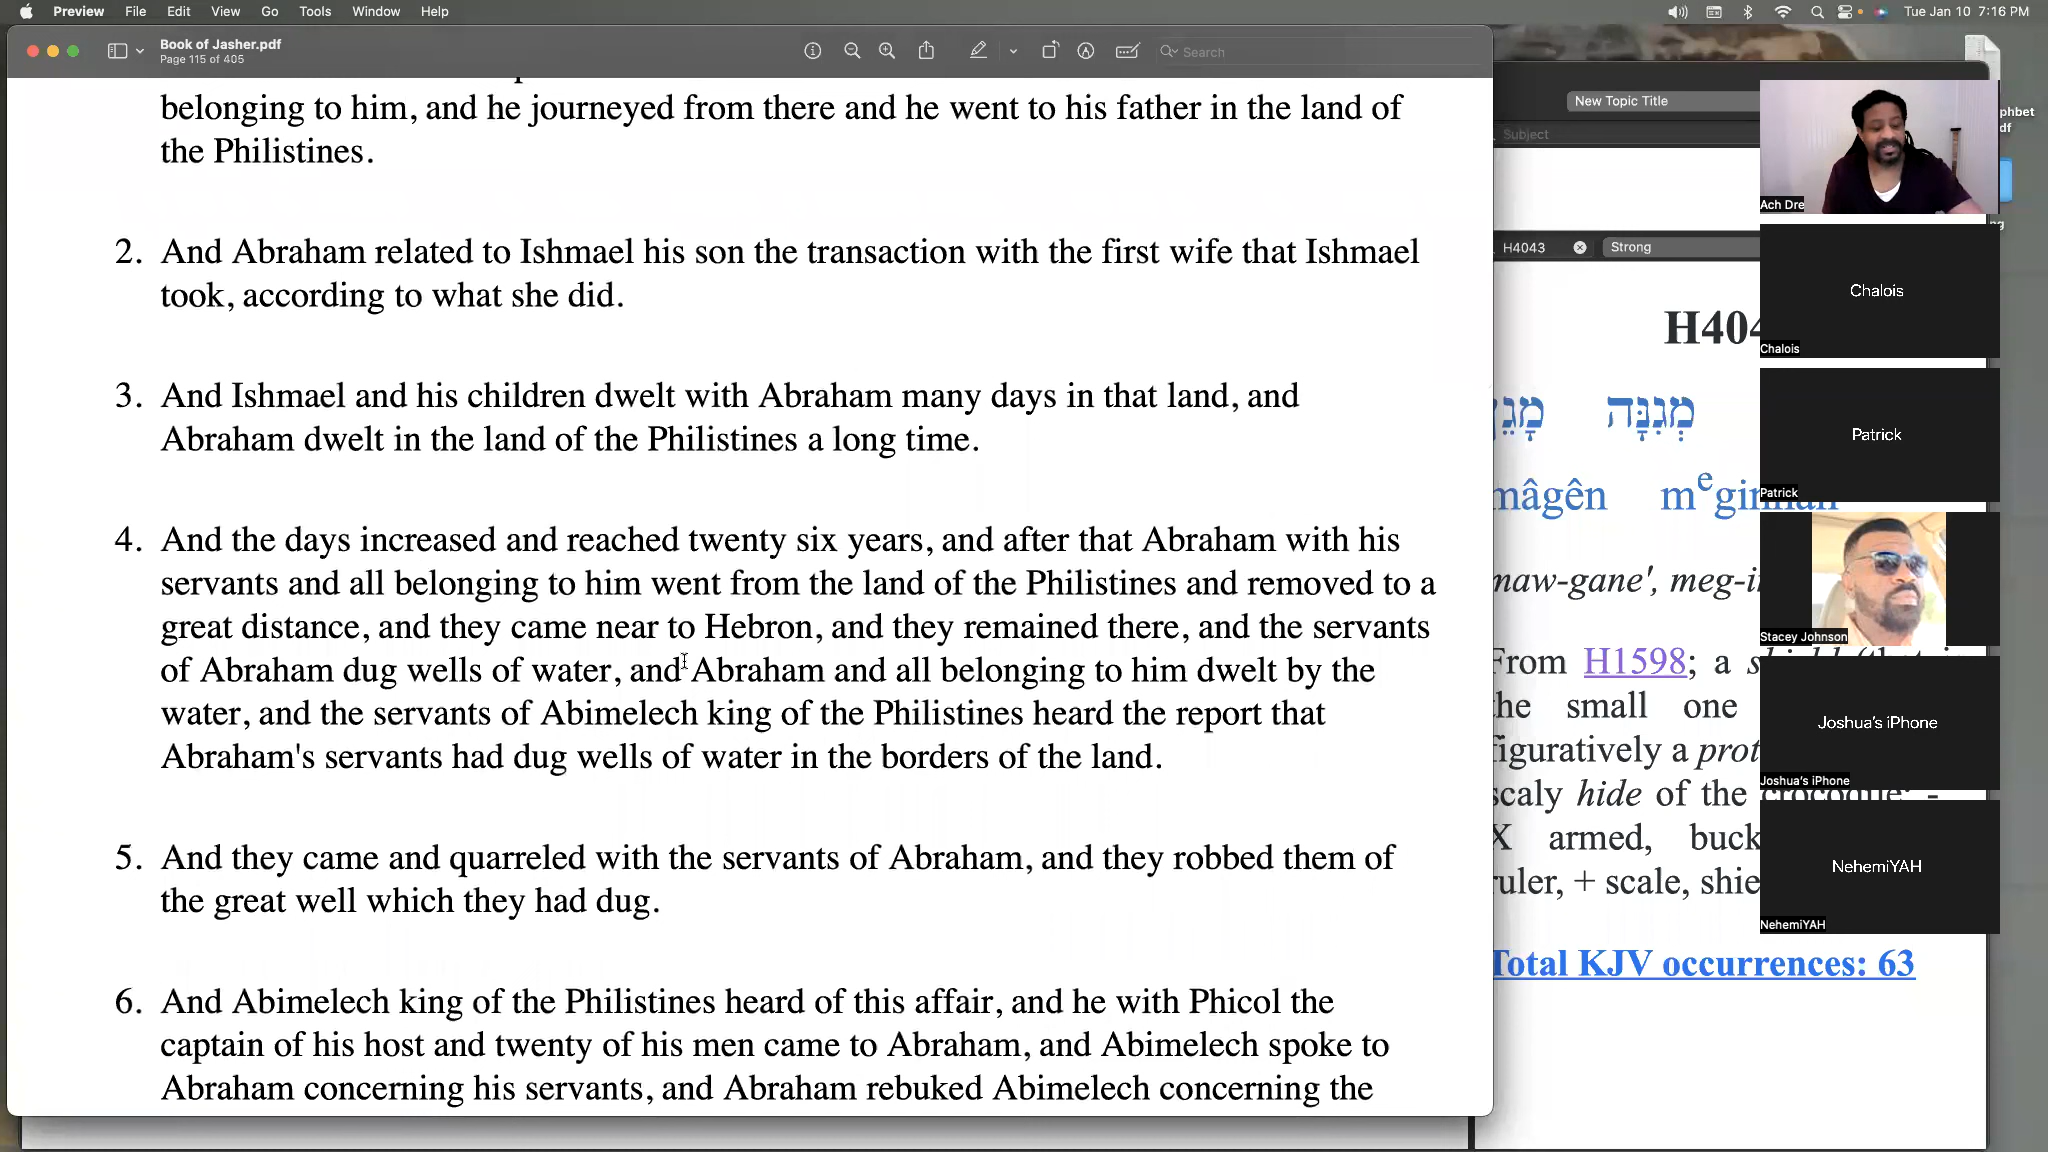 Preview File Edit View Go Tools Window Help
Tue Jan 10 7:16 PM
Book of Jasher.pdf
Page 115 of 405
Search
belonging to him, and he journeyed from there and he went to his father in the land of
the Philistines.
2. And Abraham related to Ishmael his son the transaction with the first wife that Ishmael
took, according to what she did.
3. And Ishmael and his children dwelt with Abraham many days in that land, and
Abraham dwelt in the land of the Philistines a long time.
4. And the days increased and reached twenty six years, and after that Abraham with his
servants and all belonging to him went from the land of the Philistines and removed to a
great distance, and they came near to Hebron, and they remained there, and the servants
of Abraham dug wells of water, and Abraham and all belonging to him dwelt by the
water, and the servants of Abimelech king of the Philistines heard the report that
Abraham's servants had dug wells of water in the borders of the land.
5. And they came and quarreled with the servants of Abraham, and they robbed them of
the great well which they had dug.
6. And Abimelech king of the Philistines heard of this affair, and he with Phicol the
captain of his host and twenty of his men came to Abraham, and Abimelech spoke to
Abraham concerning his servants, and Abraham rebuked Abimelech concerning the
New Topic Title
Subject
H4043
Strong
H404
מְגִנָּה
mâgên
maw-gane',
From H1598; a
the small one
figuratively a
scaly hide of the crocodile: -
X armed,
ruler, + scale,
Total KJV occurrences: 63
Ach Dre
Chalois
Chalois
Patrick
Patrick
Stacey Johnson
Joshua's iPhone
Joshua's iPhone
NehemiYAH
NehemiYAH